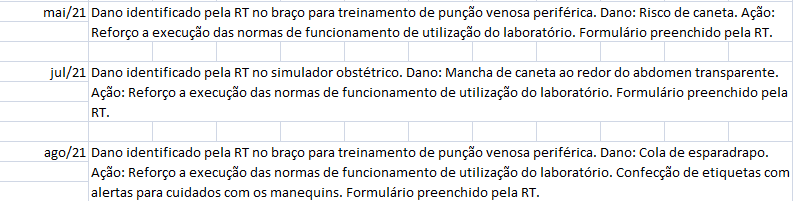 mai/21 Dano identificado pela RT no braço para treinamento de punção venosa periférica. Dano: Risco de caneta. Ação:
Reforço a execução das normas de funcionamento de utilização do laboratório. Formulário preenchido pela RT.
jul/21 Dano identificado pela RT no simulador obstétrico. Dano: Mancha de caneta ao redor do abdomen transparente.
Ação: Reforço a execução das normas de funcionamento de utilização do laboratório. Formulário preenchido pela
RT.
ago/21 Dano identificado pela RT no braço para treinamento de punção venosa periférica. Dano: Cola de esparadrapo.
Ação: Reforço a execução das normas de funcionamento de utilização do laboratório. Confecção de etiquetas com
alertas para cuidados com os manequins. Formulário preenchido pela RT.